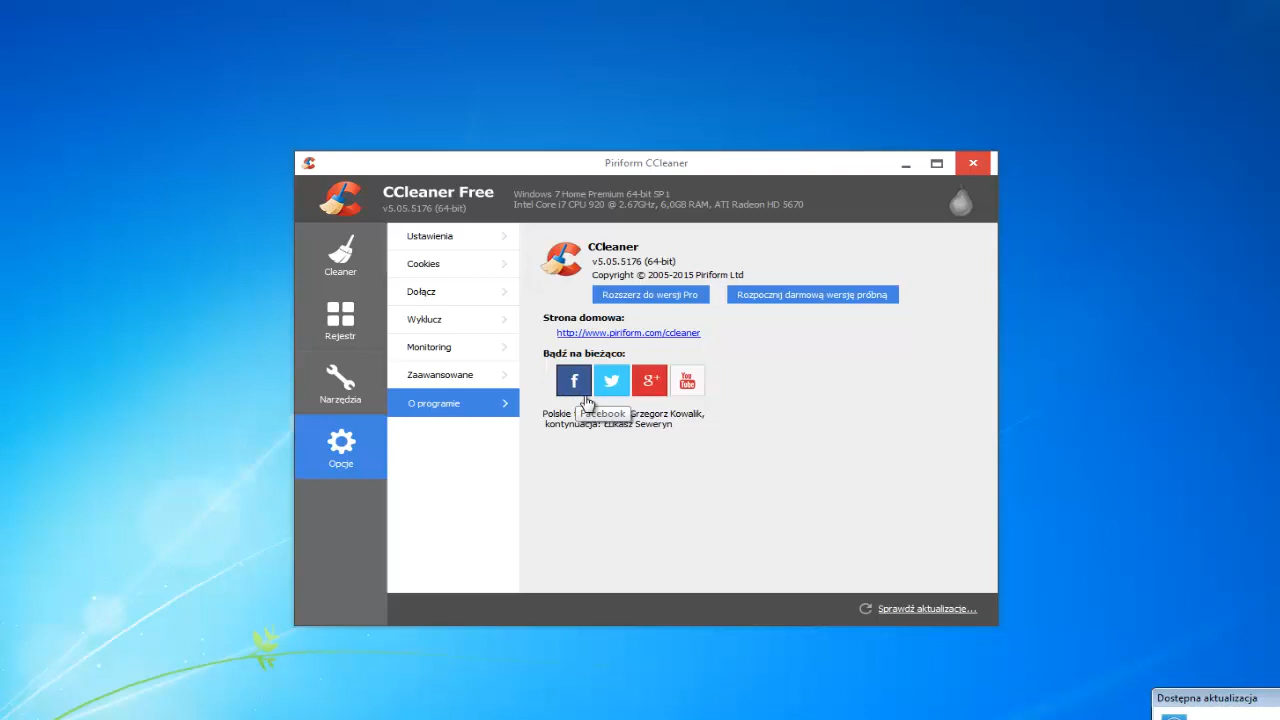 Piriform CCleaner
CCleaner Free
v5.05.5176 (64-bit)
Windows 7 Home Premium 64-bit SP1
Intel Core i7 CPU 920 @ 2.67GHz, 6,0GB RAM, ATI Radeon HD 5670
Cleaner
Rejestr
Narzędzia
Opcje
Ustawienia
Cookies
Dołącz
Wyklucz
Monitoring
Zaawansowane
O programie
CCleaner
v5.05.5176 (64-bit)
Copyright © 2005-2015 Piriform Ltd
Rozszerz do wersji Pro
Rozpocznij darmową wersję próbną
Strona domowa:
http://www.piriform.com/ccleaner
Bądź na bieżąco:
f
g+
You Tube
Facebook
Polskie Grzegorz Kowalik,
kontynuacja: Łukasz Seweryn
Sprawdź aktualizacje...
Dostępna aktualizacja